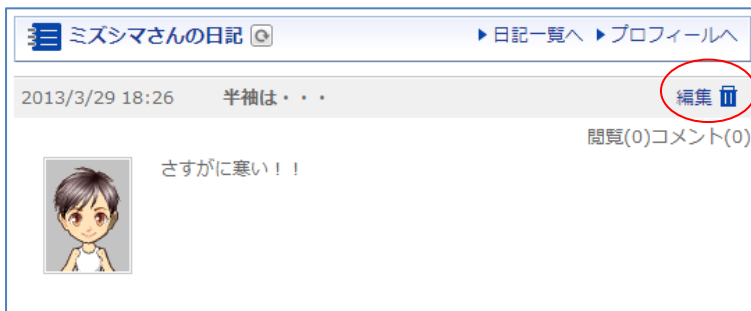 ミズシマさんの日記 ▶日記一覧へ ▶プロフィールへ
2013/3/29 18:26 半袖は・・・ 編集
閲覧(0)コメント(0)
さすがに寒い！！